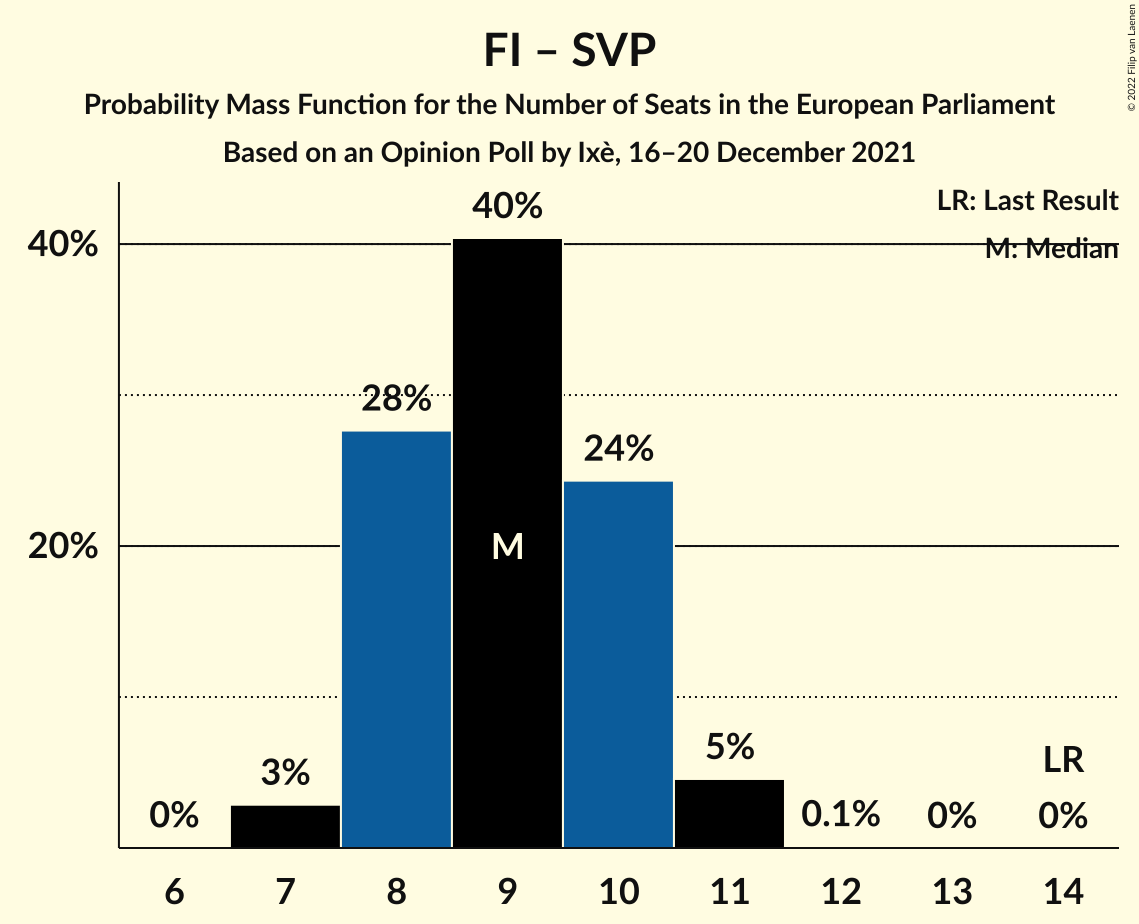 FI – SVP
Probability Mass Function for the Number of Seats in the European Parliament
Based on an Opinion Poll by Ixè, 16–20 December 2021
© 2022 Filip van Laenen
LR: Last Result
M: Median
40%
20%
0%
3%
28%
40%
M
24%
5%
0.1%
0%
LR
0%
6 7 8 9 10 11 12 13 14